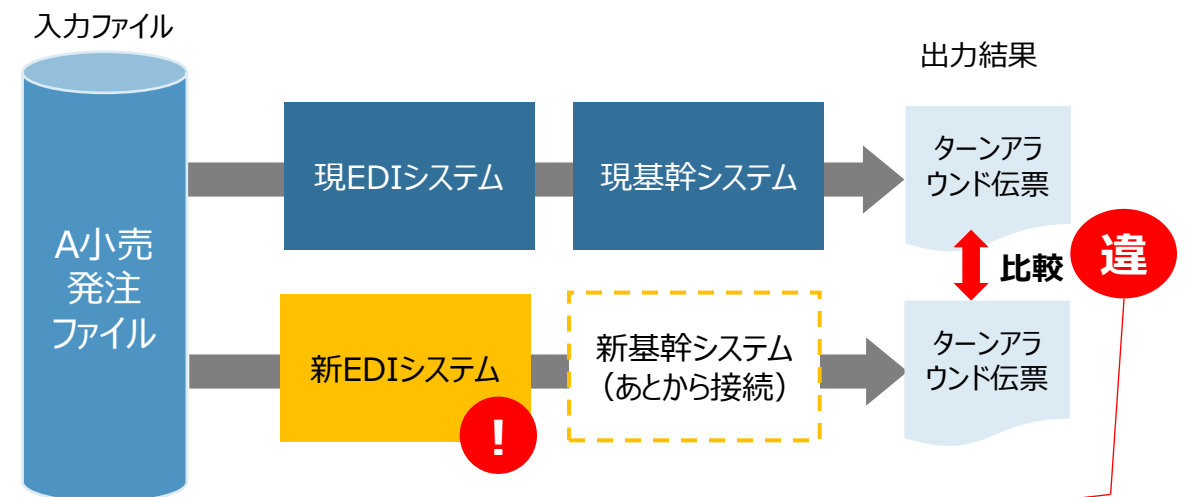 入力ファイル
出力結果
A小売
発注
ファイル
現EDIシステム
現基幹システム
ターンアラ
ウンド伝票
比較
違
新EDIシステム
!
新基幹システム
（あとから接続）
ターンアラ
ウンド伝票